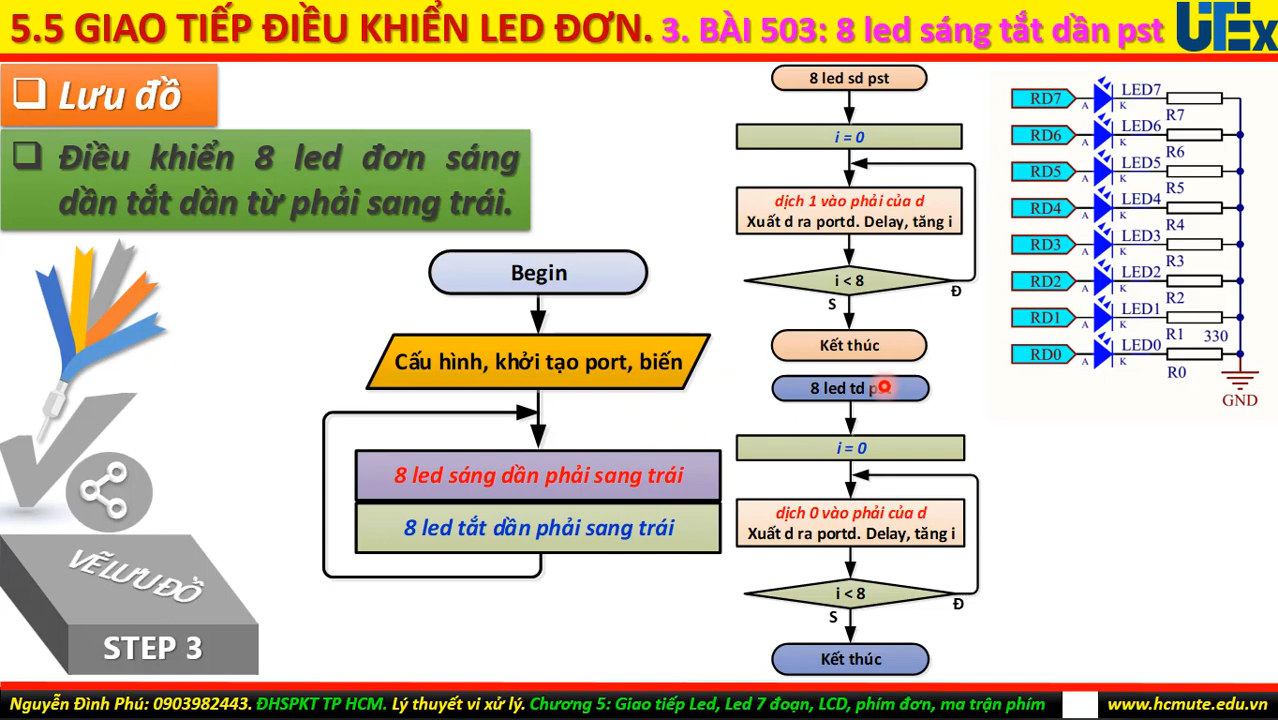 5.5 GIAO TIẾP ĐIỀU KHIỂN LED ĐƠN. 3. BÀI 503: 8 led sáng tắt dần pst
UTEx
Lưu đồ
Điều khiển 8 led đơn sáng
dần tắt dần từ phải sang trái.
VẼ LƯU ĐỒ
STEP 3
Begin
Cấu hình, khởi tạo port, biến
8 led sáng dần phải sang trái
8 led tắt dần phải sang trái
8 led sd pst
i = 0
dịch 1 vào phải của d
Xuất d ra portd. Delay, tăng i
i < 8
Đ
S
Kết thúc
8 led td
i = 0
dịch 0 vào phải của d
Xuất d ra portd. Delay, tăng i
i < 8
Đ
S
Kết thúc
RD7 A K LED7 R7
RD6 A K LED6 R6
RD5 A K LED5 R5
RD4 A K LED4 R4
RD3 A K LED3 R3
RD2 A K LED2 R2
RD1 A K LED1 R1 330
RD0 A K LED0 R0
GND
Nguyễn Đình Phú: 0903982443. ĐHSPKT TP HCM. Lý thuyết vi xử lý. Chương 5: Giao tiếp Led, Led 7 đoạn, LCD, phím đơn, ma trận phím
www.hcmute.edu.vn